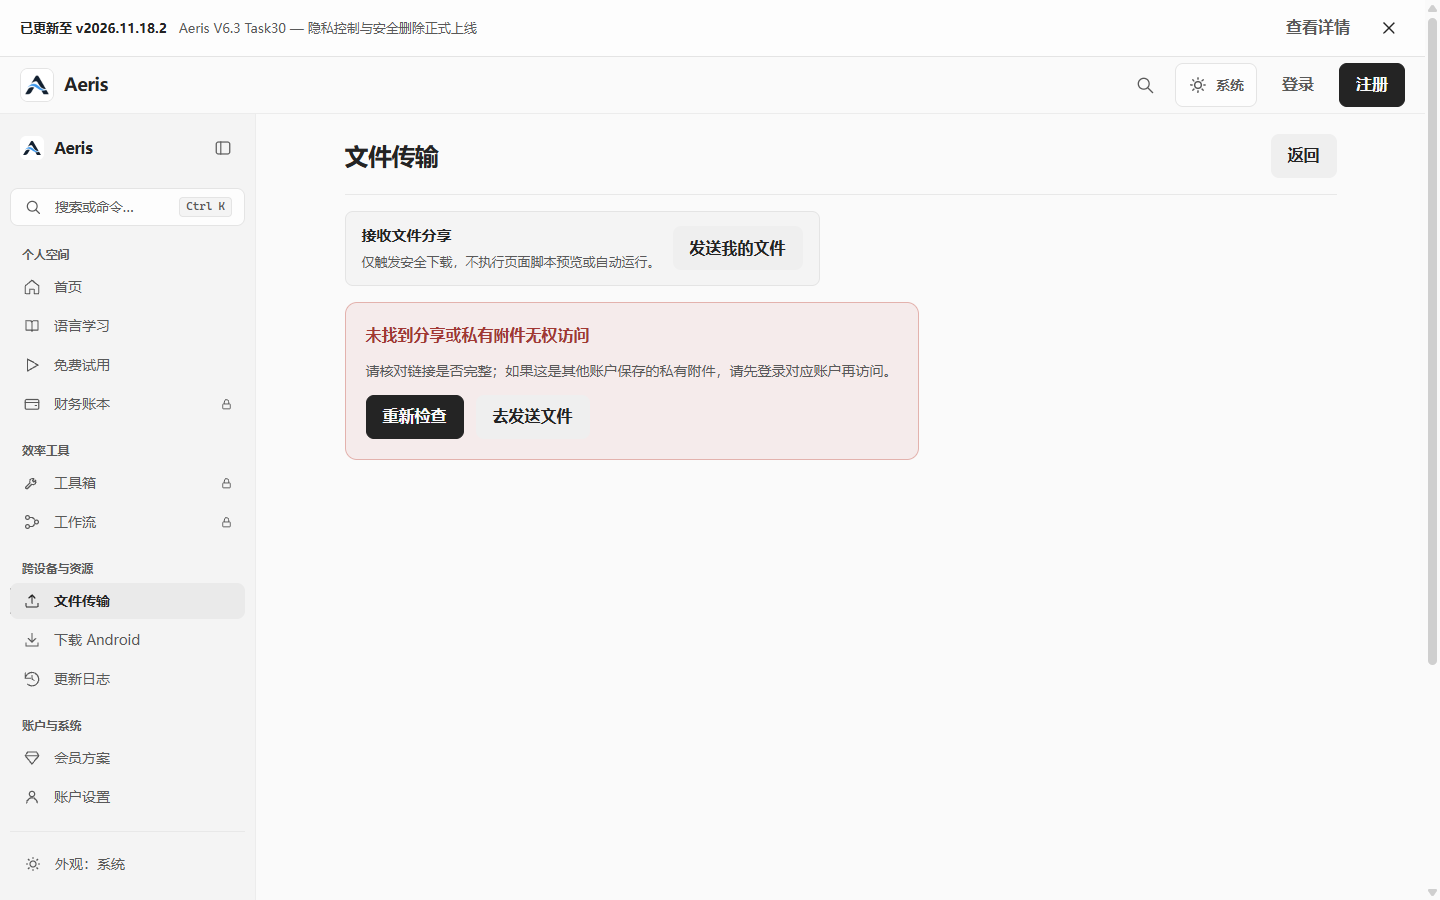 已更新至 v2026.11.18.2 Aeris V6.3 Task30 — 隐私控制与安全删除正式上线 查看详情
Aeris 系统 登录 注册
Aeris
搜索或命令... Ctrl K
个人空间
首页
语言学习
免费试用
财务账本
效率工具
工具箱
工作流
跨设备与资源
文件传输
下载 Android
更新日志
账户与系统
会员方案
账户设置
外观：系统
文件传输 返回
接收文件分享
仅触发安全下载，不执行页面脚本预览或自动运行。
发送我的文件
未找到分享或私有附件无权访问
请核对链接是否完整；如果这是其他账户保存的私有附件，请先登录对应账户再访问。
重新检查 去发送文件